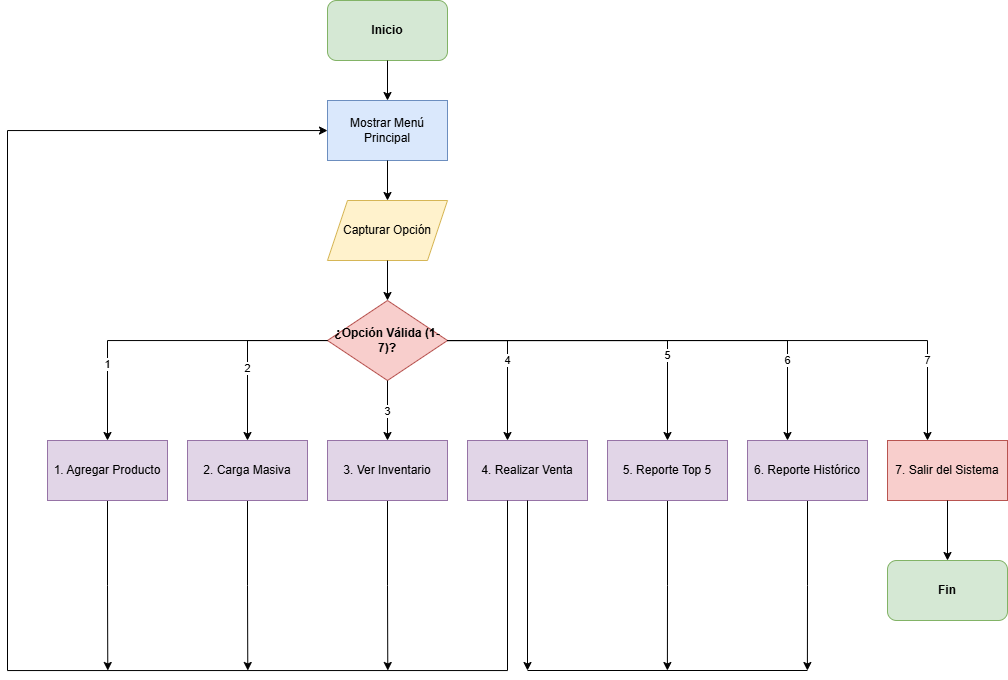 Inicio
Mostrar Menú
Principal
Capturar Opción
¿Opción Válida (1-
7)?
1
2
3
4
5
6
7
1. Agregar Producto
2. Carga Masiva
3. Ver Inventario
4. Realizar Venta
5. Reporte Top 5
6. Reporte Histórico
7. Salir del Sistema
Fin